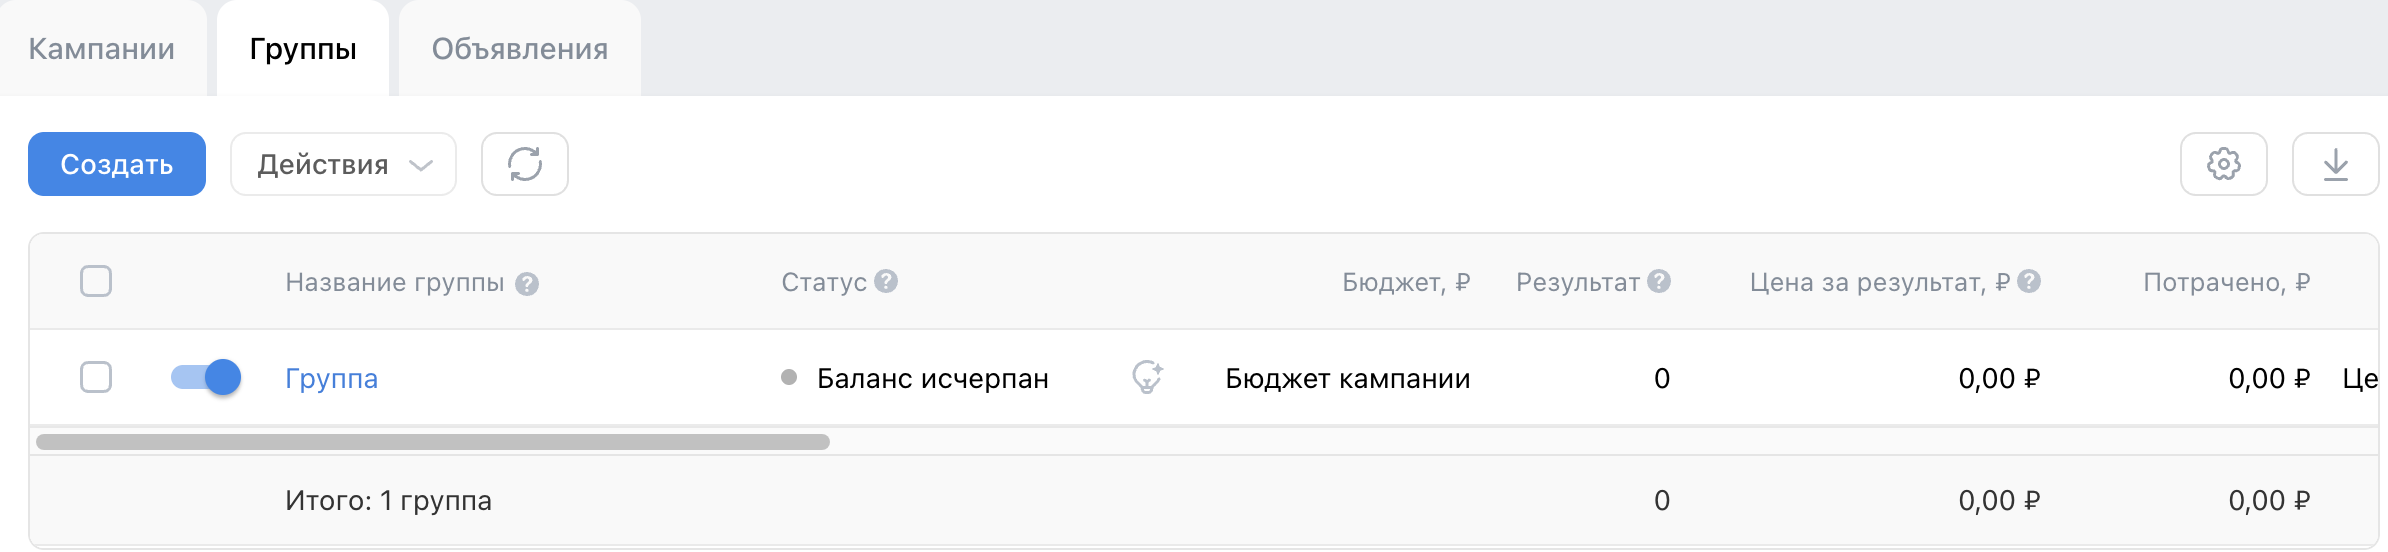 Кампании Группы Объявления
Создать Действия
Название группы ? Статус ? Бюджет, ₽ Результат ? Цена за результат, ₽ ? Потрачено, ₽
Группа Баланс исчерпан Бюджет кампании 0 0,00 ₽ 0,00 ₽ Це
Итого: 1 группа 0 0,00 ₽ 0,00 ₽